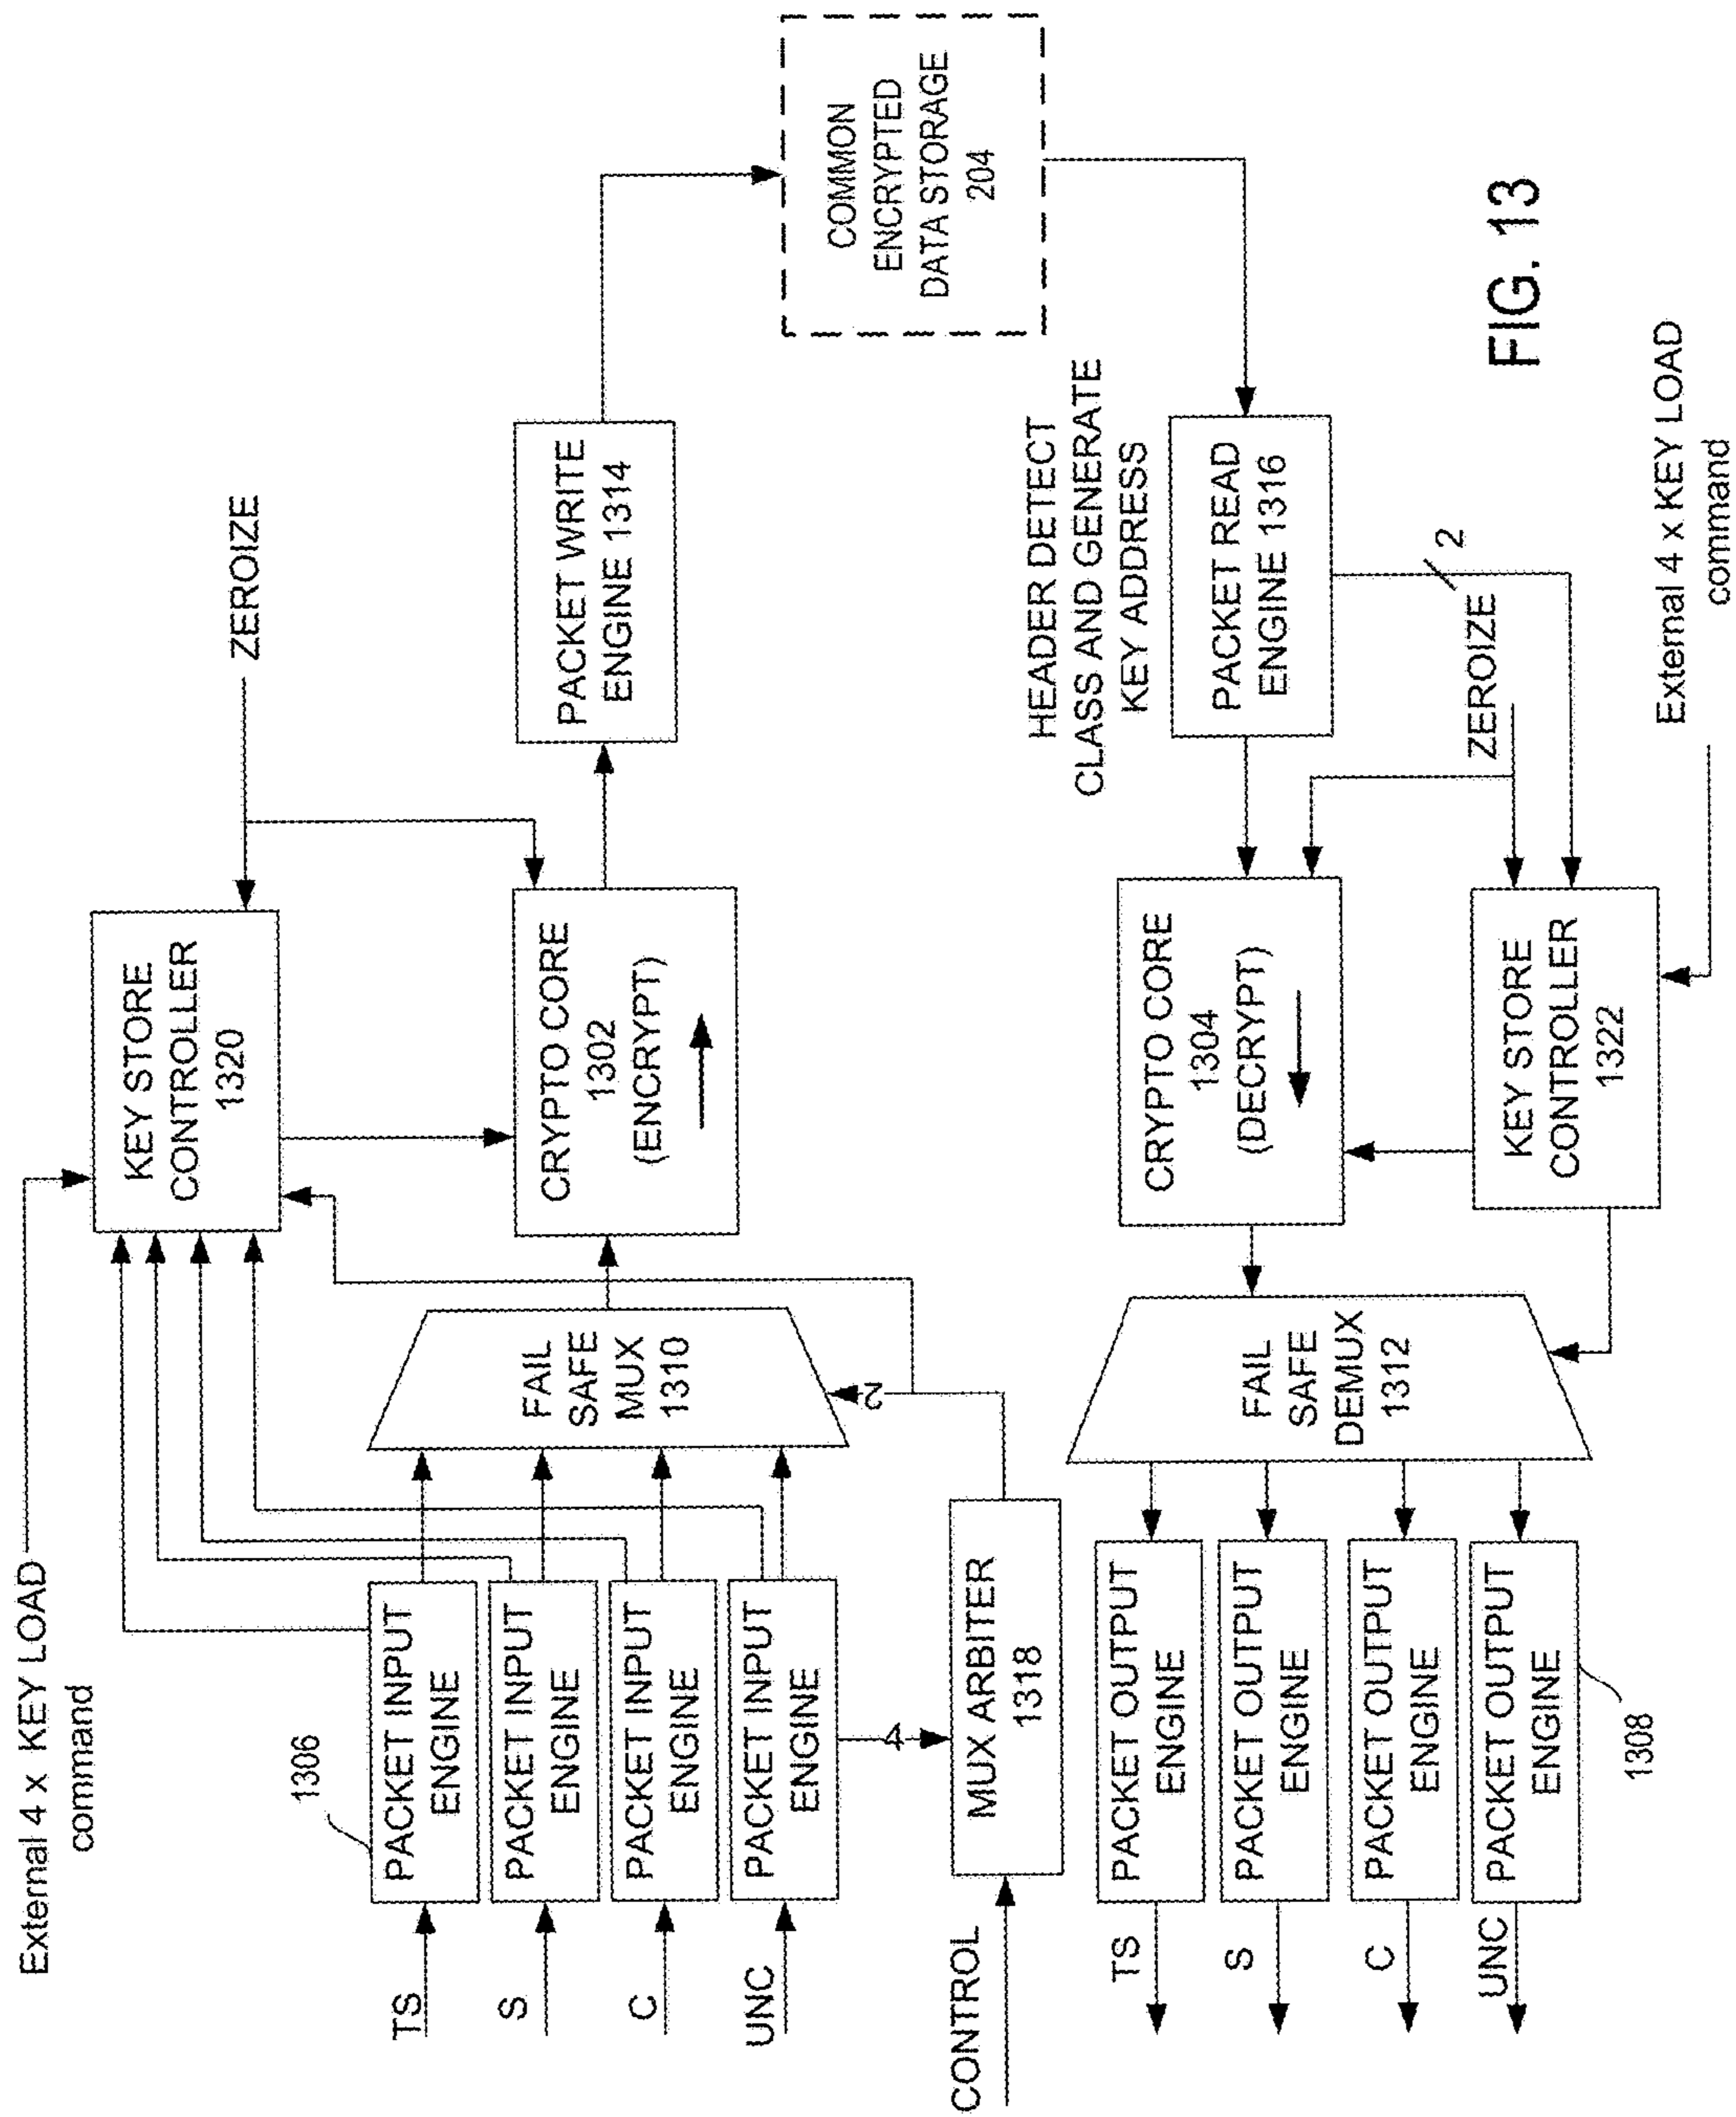 External 4 x KEY LOAD
command
ZEROIZE
KEY STORE
CONTROLLER
1320
1306
TS
PACKET INPUT
ENGINE
S
PACKET INPUT
ENGINE
C
PACKET INPUT
ENGINE
UNC
PACKET INPUT
ENGINE
FAIL
SAFE
MUX
1310
2
CRYPTO CORE
1302
(ENCRYPT)
PACKET WRITE
ENGINE 1314
4
CONTROL
MUX ARBITER
1318
COMMON
ENCRYPTED
DATA STORAGE
204
HEADER DETECT
CLASS AND GENERATE
KEY ADDRESS
PACKET READ
ENGINE 1316
2
ZEROIZE
CRYPTO CORE
1304
(DECRYPT)
KEY STORE
CONTROLLER
1322
External 4 x KEY LOAD
command
FAIL
SAFE
DEMUX
1312
TS
PACKET OUTPUT
ENGINE
S
PACKET OUTPUT
ENGINE
C
PACKET OUTPUT
ENGINE
UNC
PACKET OUTPUT
ENGINE
1308
FIG. 13